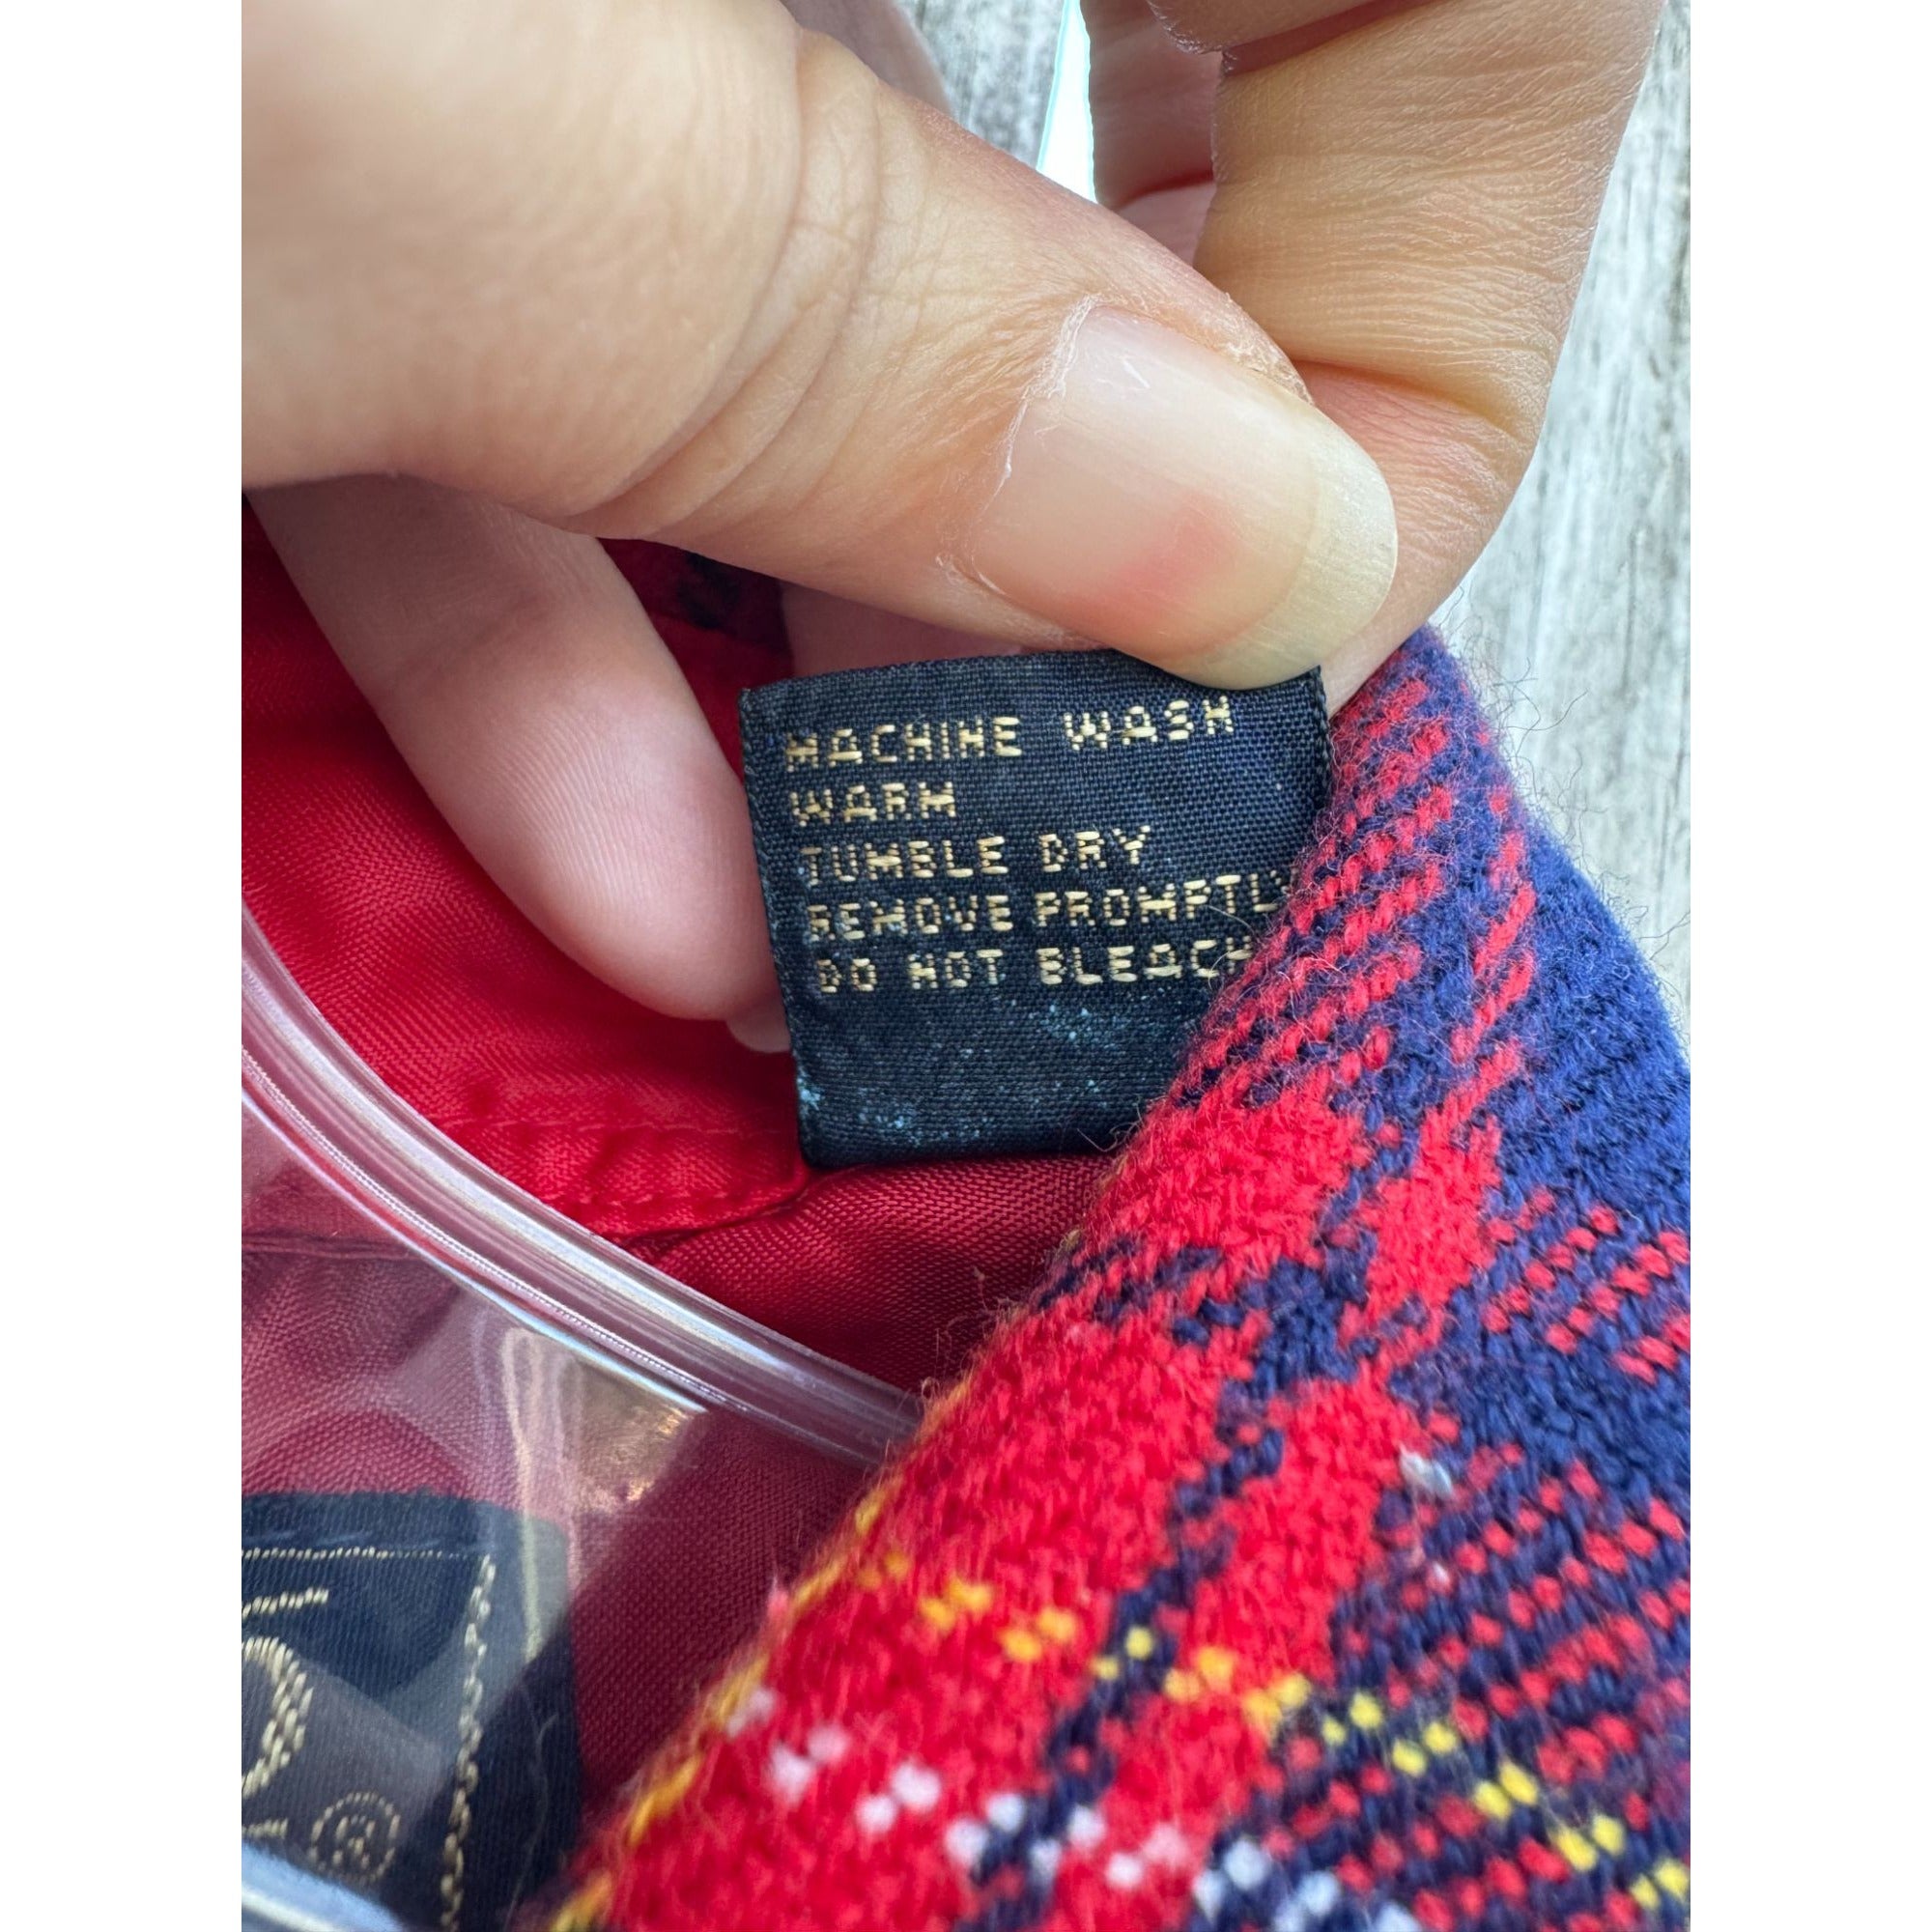 MACHINE WASH
WARM
TUMBLE DRY
REMOVE PROMPTLY
DO NOT BLEACH
®